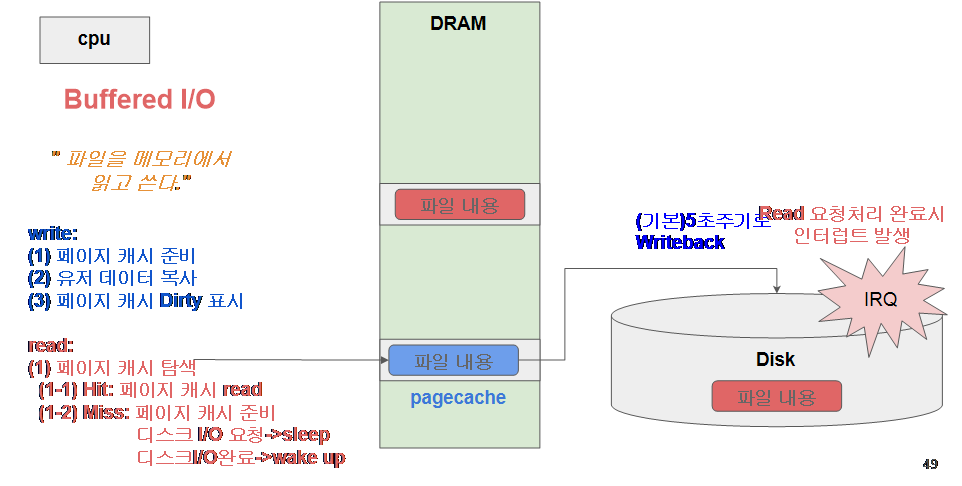 cpu
DRAM
Buffered I/O
" 파일을 메모리에서
읽고 쓴다."
파일 내용
(기본)5초주기로
Writeback
Read 요청처리 완료시
인터럽트 발생
write:
(1) 페이지 캐시 준비
(2) 유저 데이터 복사
(3) 페이지 캐시 Dirty 표시
IRQ
read:
(1) 페이지 캐시 탐색
(1-1) Hit: 페이지 캐시 read
(1-2) Miss: 페이지 캐시 준비
디스크 I/O 요청->sleep
디스크I/O완료->wake up
파일 내용
pagecache
Disk
파일 내용
49